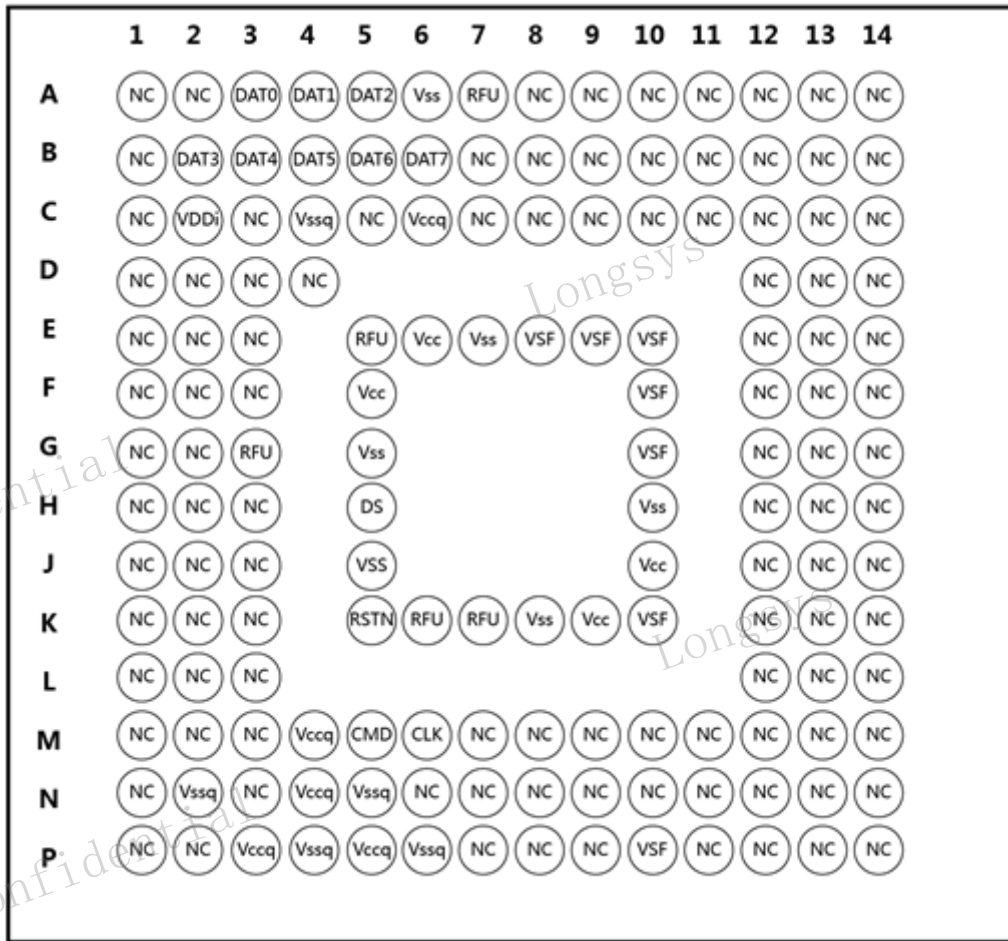 1 2 3 4 5 6 7 8 9 10 11 12 13 14
A NC NC DAT0 DAT1 DAT2 Vss RFU NC NC NC NC NC NC NC
B NC DAT3 DAT4 DAT5 DAT6 DAT7 NC NC NC NC NC NC NC NC
C NC VDDi NC Vssq NC Vccq NC NC NC NC NC NC NC NC
D NC NC NC NC NC NC NC
Longsys
E NC NC NC RFU Vcc Vss VSF VSF VSF NC NC NC
F NC NC NC Vcc VSF NC NC NC
G NC NC RFU Vss VSF NC NC NC
ential
H NC NC NC DS Vss NC NC NC
J NC NC NC VSS Vcc NC NC NC
K NC NC NC RSTN RFU RFU Vss Vcc VSF NC NC NC
Longsys
L NC NC NC NC NC NC
M NC NC NC Vccq CMD CLK NC NC NC NC NC NC NC NC
N NC Vssq NC Vccq Vssq NC NC NC NC NC NC NC NC NC
P NC NC Vccq Vssq Vccq Vssq NC NC NC VSF NC NC NC NC
onfidential